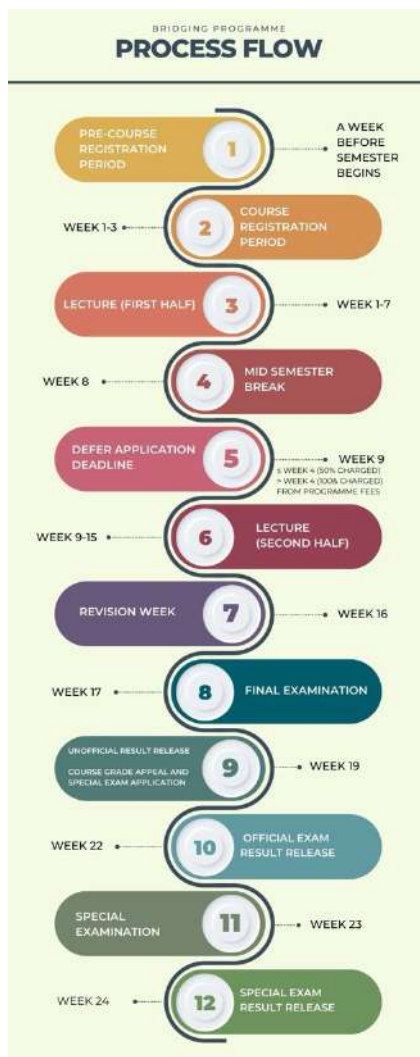 BRIDGING PROGRAMME
PROCESS FLOW
PRE-COURSE
REGISTRATION
PERIOD
1
A WEEK
BEFORE
SEMESTER
BEGINS
WEEK 1-3
2
COURSE
REGISTRATION
PERIOD
LECTURE (FIRST HALF)
3
WEEK 1-7
WEEK 8
4
MID SEMESTER
BREAK
DEFER APPLICATION
DEADLINE
5
WEEK 9
≤ WEEK 4 (50% CHARGED)
> WEEK 4 (100% CHARGED)
FROM PROGRAMME FEES
WEEK 9-15
6
LECTURE
(SECOND HALF)
REVISION WEEK
7
WEEK 16
WEEK 17
8
FINAL EXAMINATION
UNOFFICIAL RESULT RELEASE
COURSE GRADE APPEAL AND
SPECIAL EXAM APPLICATION
9
WEEK 19
WEEK 22
10
OFFICIAL EXAM
RESULT RELEASE
SPECIAL
EXAMINATION
11
WEEK 23
WEEK 24
12
SPECIAL EXAM
RESULT RELEASE